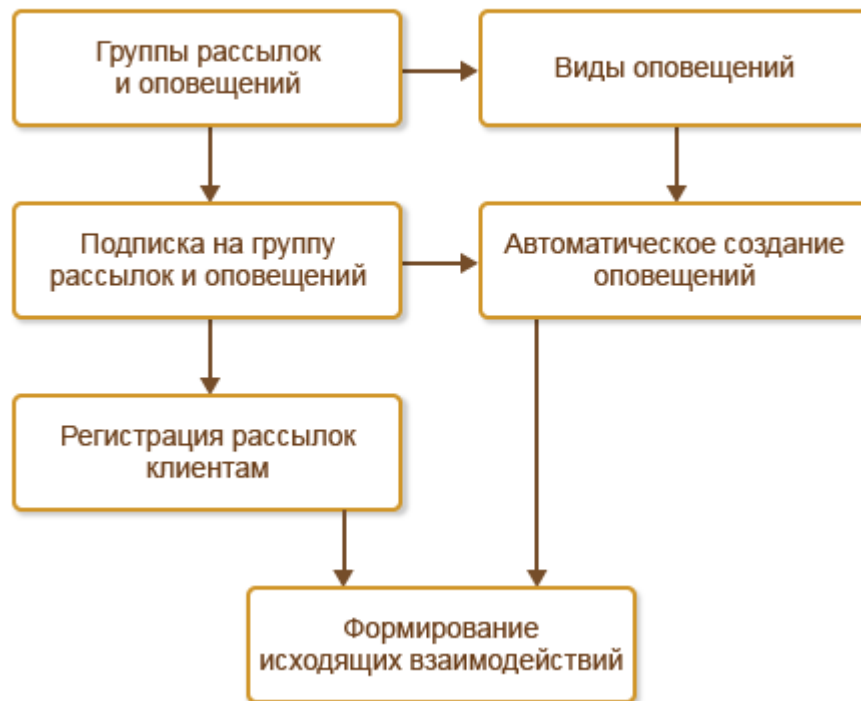 Группы рассылок
и оповещений
Виды оповещений
Подписка на группу
рассылок и оповещений
Автоматическое создание
оповещений
Регистрация рассылок
клиентам
Формирование
исходящих взаимодействий